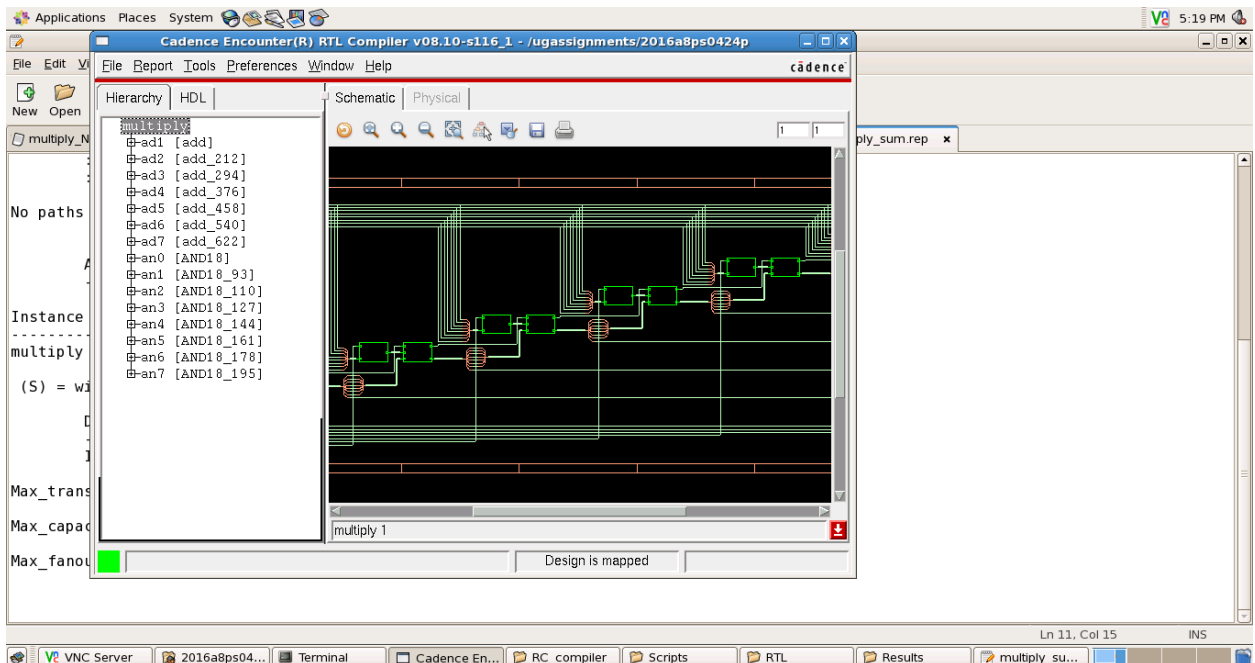 Applications Places System 5:19 PM
Cadence Encounter(R) RTL Compiler v08.10-s116_1 - /ugassignments/2016a8ps0424p
File Edit Vi
File Report Tools Preferences Window Help cādence
New Open
Hierarchy HDL Schematic Physical
multiply_N ply_sum.rep x
1 1
multiply
ad1 [add]
ad2 [add_212]
ad3 [add_294]
ad4 [add_376]
ad5 [add_458]
ad6 [add_540]
ad7 [add_622]
an0 [AND18]
an1 [AND18_93]
an2 [AND18_110]
an3 [AND18_127]
an4 [AND18_144]
an5 [AND18_161]
an6 [AND18_178]
an7 [AND18_195]
No paths
Instance
multiply
(S) = wi
Max_trans
Max_capac
Max_fanou
multiply 1
Design is mapped
Ln 11, Col 15 INS
VNC Server 2016a8ps04... Terminal Cadence En... RC_compiler Scripts RTL Results multiply_su...